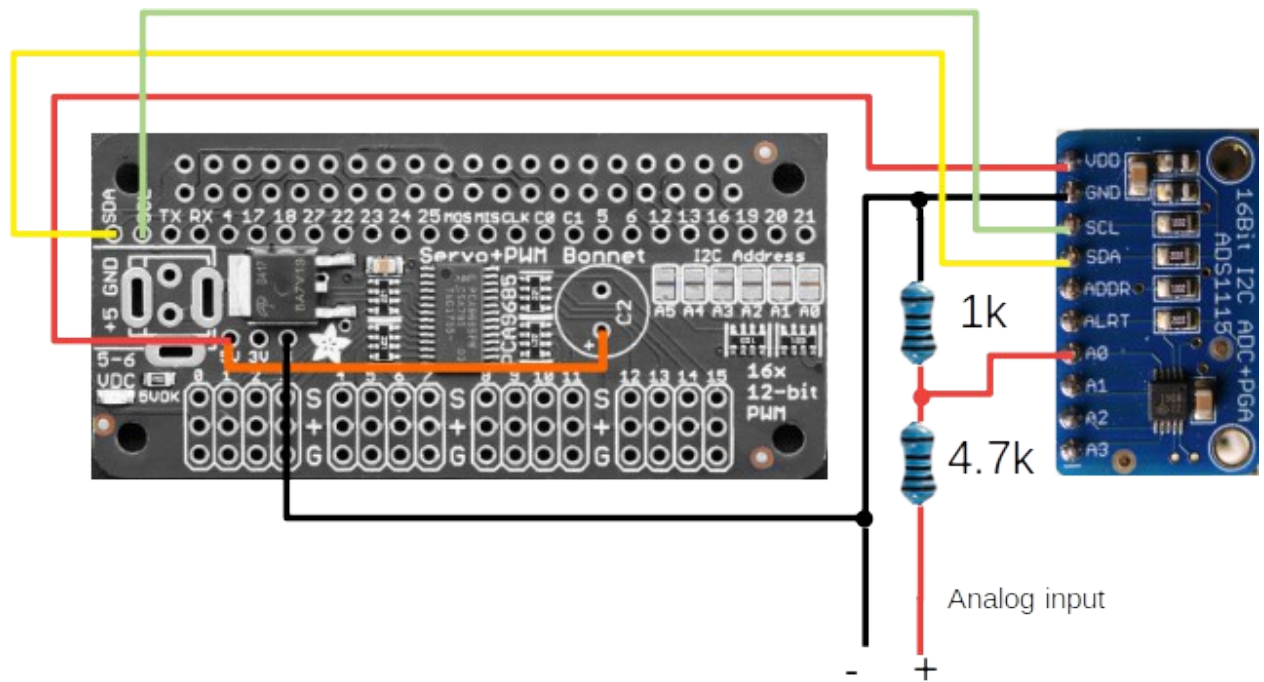 SDA SCL TX RX 4 17 18 27 22 23 24 25 MOS MIS CLK C0 C1 5 6 12 13 16 19 20 21
Servo+PWM Bonnet
I2C Address
A5 A4 A3 A2 A1 A0
+5 GND
BA7V19
PCA9685
C2
+
5V 3V
5-6
VDC
5VOK
16x
12-bit
PWM
0 1 2 4 5 6 7 8 9 10 11 12 13 14 15
S S S
+ + +
G G G
VDD
GND
SCL
SDA
ADDR
ALRT
A0
A1
A2
A3
16Bit I2C ADC+PGA
ADS1115
1k
4.7k
Analog input
- +